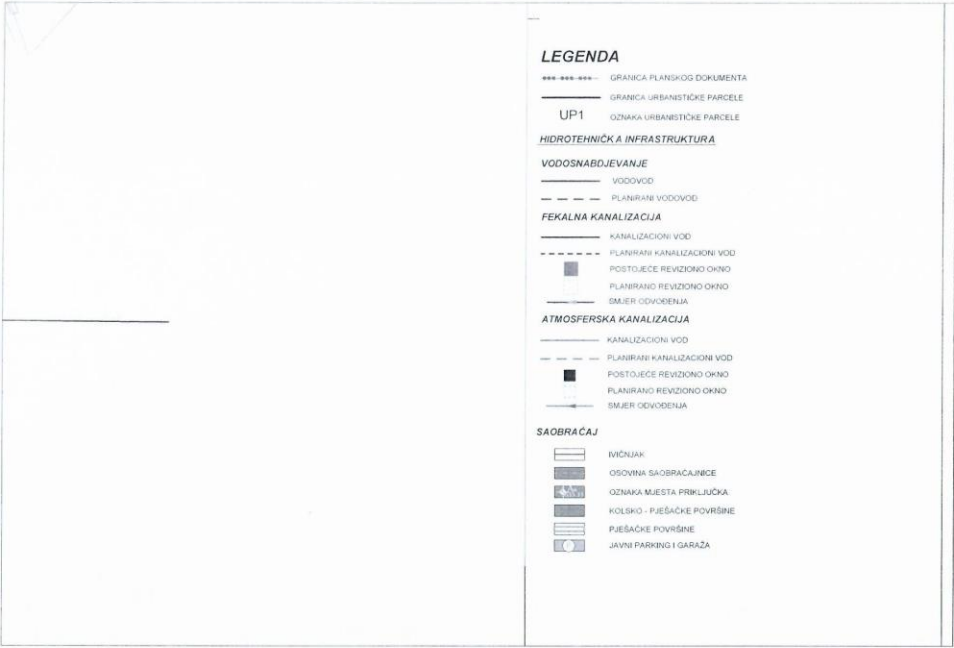 LEGENDA
GRANICA PLANSKOG DOKUMENTA
GRANICA URBANISTIČKE PARCELE
UP1 OZNAKA URBANISTIČKE PARCELE
HIDROTEHNIČKA INFRASTRUKTURA
VODOSNABDJEVANJE
VODOVOD
PLANIRANI VODOVOD
FEKALNA KANALIZACIJA
KANALIZACIONI VOD
PLANIRANI KANALIZACIONI VOD
POSTOJEĆE REVIZIONO OKNO
PLANIRANO REVIZIONO OKNO
SMJER ODVOĐENJA
ATMOSFERSKA KANALIZACIJA
KANALIZACIONI VOD
PLANIRANI KANALIZACIONI VOD
POSTOJEĆE REVIZIONO OKNO
PLANIRANO REVIZIONO OKNO
SMJER ODVOĐENJA
SAOBRAĆAJ
IVIČNJAK
OSOVINA SAOBRAĆAJNICE
OZNAKA MJESTA PRIKLJUČKA
KOLSKO - PJEŠAČKE POVRŠINE
PJEŠAČKE POVRŠINE
JAVNI PARKING I GARAŽA